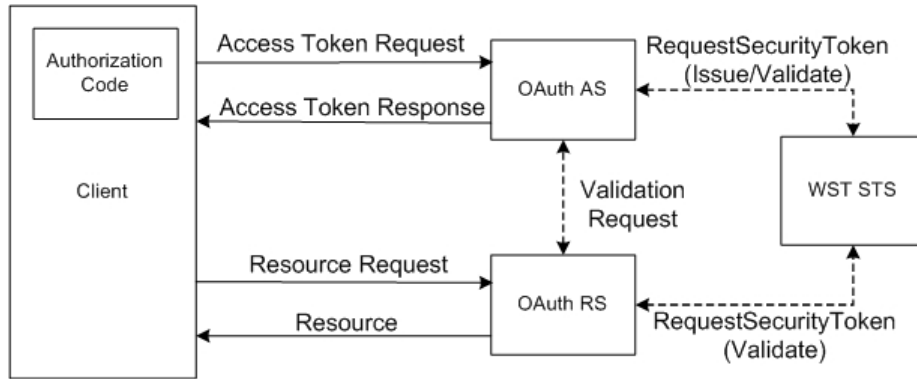 Authorization
Code
Client
Access Token Request
Access Token Response
OAuth AS
RequestSecurityToken
(Issue/Validate)
Validation
Request
WST STS
Resource Request
Resource
OAuth RS
RequestSecurityToken
(Validate)